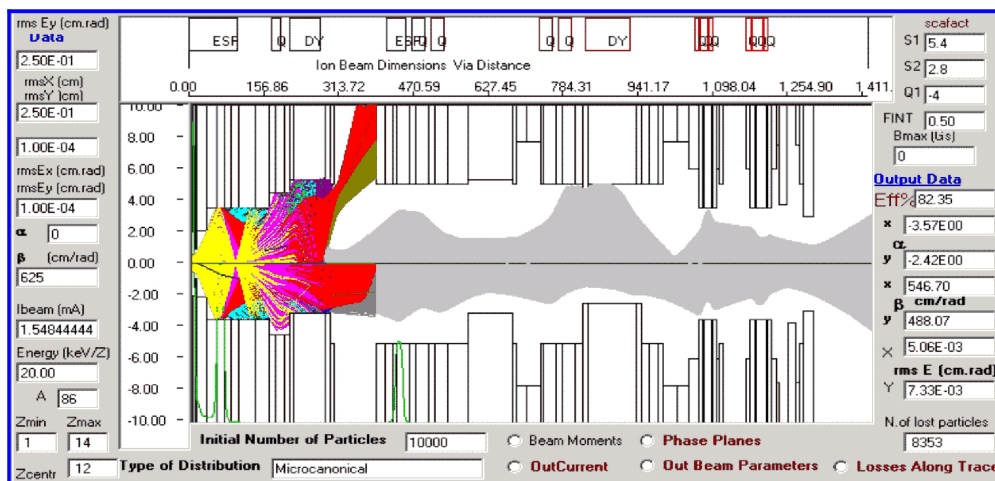 rms Ey (cm.rad)
Data
2.50E-01
rmsX (cm)
rmsY (cm)
2.50E-01
1.00E-04
rmsEx (cm.rad)
rmsEy (cm.rad)
1.00E-04
α 0
β (cm/rad)
625
Ibeam (mA)
1.54844444
Energy (keV/Z)
20.00
A 86
Zmin Zmax
1 14
Zcentr 12
ESF Q DY ESF Q Q Q Q DY Q Q Q Q Q Q
Ion Beam Dimensions Via Distance
0.00 156.86 313.72 470.59 627.45 784.31 941.17 1,098.04 1,254.90 1,411.
10.00
8.00
6.00
4.00
2.00
0.00
-2.00
-4.00
-6.00
-8.00
-10.00
scafact
S1 5.4
S2 2.8
Q1 -4
FINT 0.50
Bmax (Gs)
0
Output Data
Eff% 82.35
x -3.57E00
α
y -2.42E00
x 546.70
β cm/rad
y 488.07
X 5.06E-03
rms E (cm.rad)
Y 7.33E-03
N.of lost particles
8353
Initial Number of Particles 10000 Beam Moments Phase Planes
Type of Distribution Microcanonical OutCurrent Out Beam Parameters Losses Along Trace